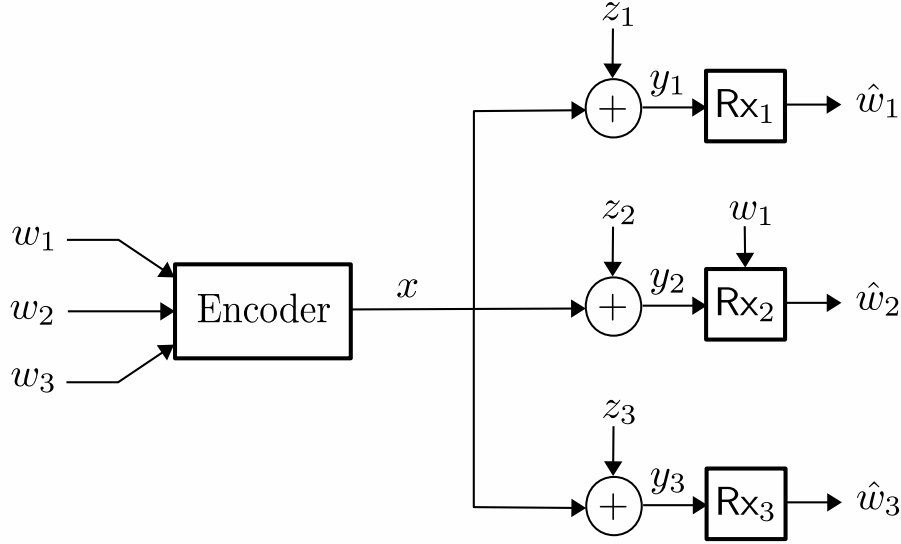 z₁
y₁ Rx₁ ŵ₁
+
w₁
z₂ w₁
w₂ Encoder x + y₂ Rx₂ ŵ₂
w₃
z₃
+ y₃ Rx₃ ŵ₃